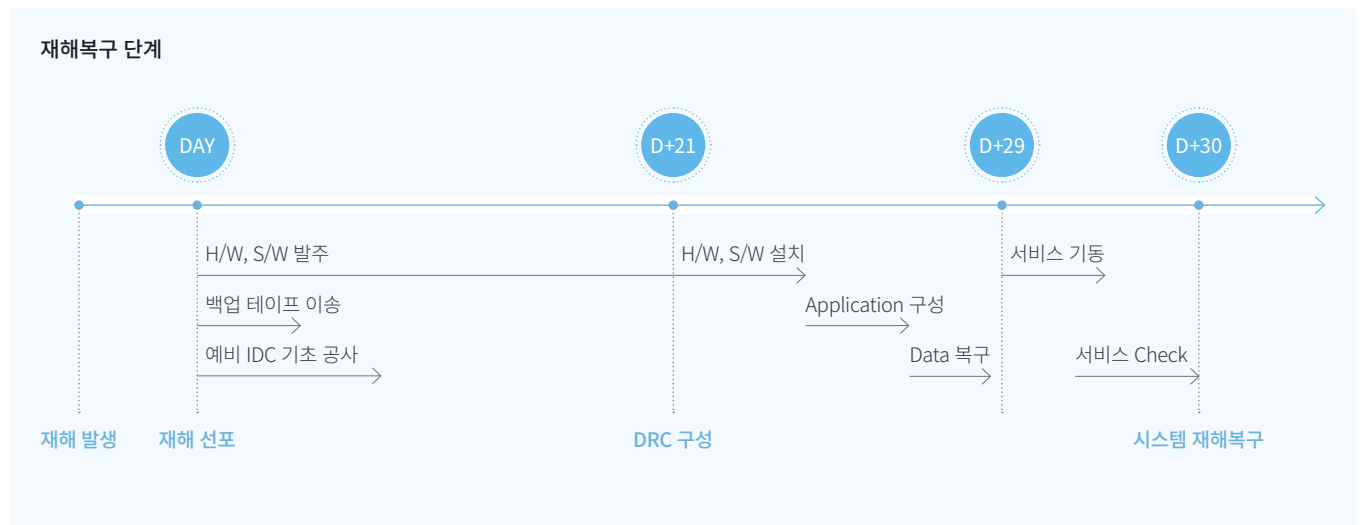 재해복구 단계
DAY
D+21
D+29
D+30
H/W, S/W 발주
H/W, S/W 설치
서비스 기동
백업 테이프 이송
Application 구성
예비 IDC 기초 공사
Data 복구
서비스 Check
재해 발생
재해 선포
DRC 구성
시스템 재해복구